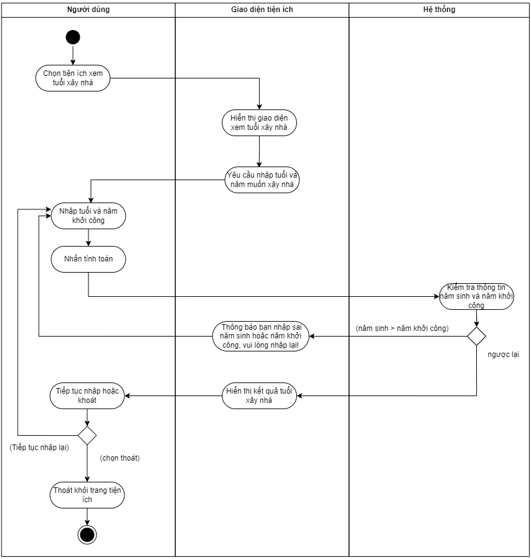 Người dùng
Giao diện tiện ích
Hệ thống
Chọn tiện ích xem
tuổi xây nhà
Hiển thị giao diện
xem tuổi xây nhà
Yêu cầu nhập tuổi và
năm muốn xây nhà
Nhập tuổi và năm
khởi công
Nhấn tính toán
Kiểm tra thông tin
năm sinh và năm khởi
công
(năm sinh > năm khởi công)
Thông báo bạn nhập sai
năm sinh hoặc năm khởi
công, vui lòng nhập lại!
ngược lại
Tiếp tục nhập hoặc
khoát
Hiển thị kết quả tuổi
xây nhà
(Tiếp tục nhập lại)
(chọn thoát)
Thoát khỏi trang tiện
ích